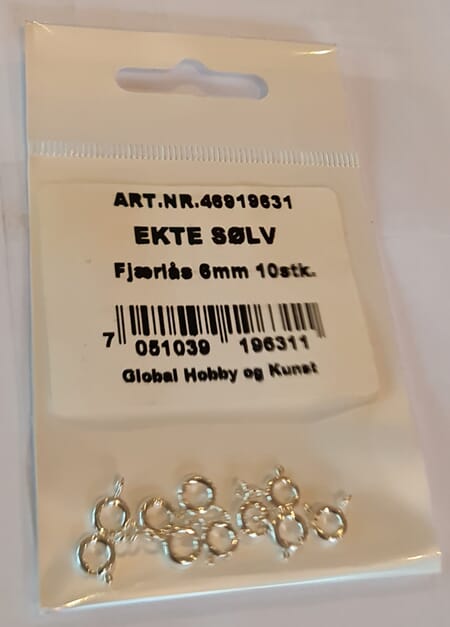 ART.NR.46919631
EKTE SØLV
Fjærlås 6mm 10stk.
7 051039 196311
Global Hobby og Kunst